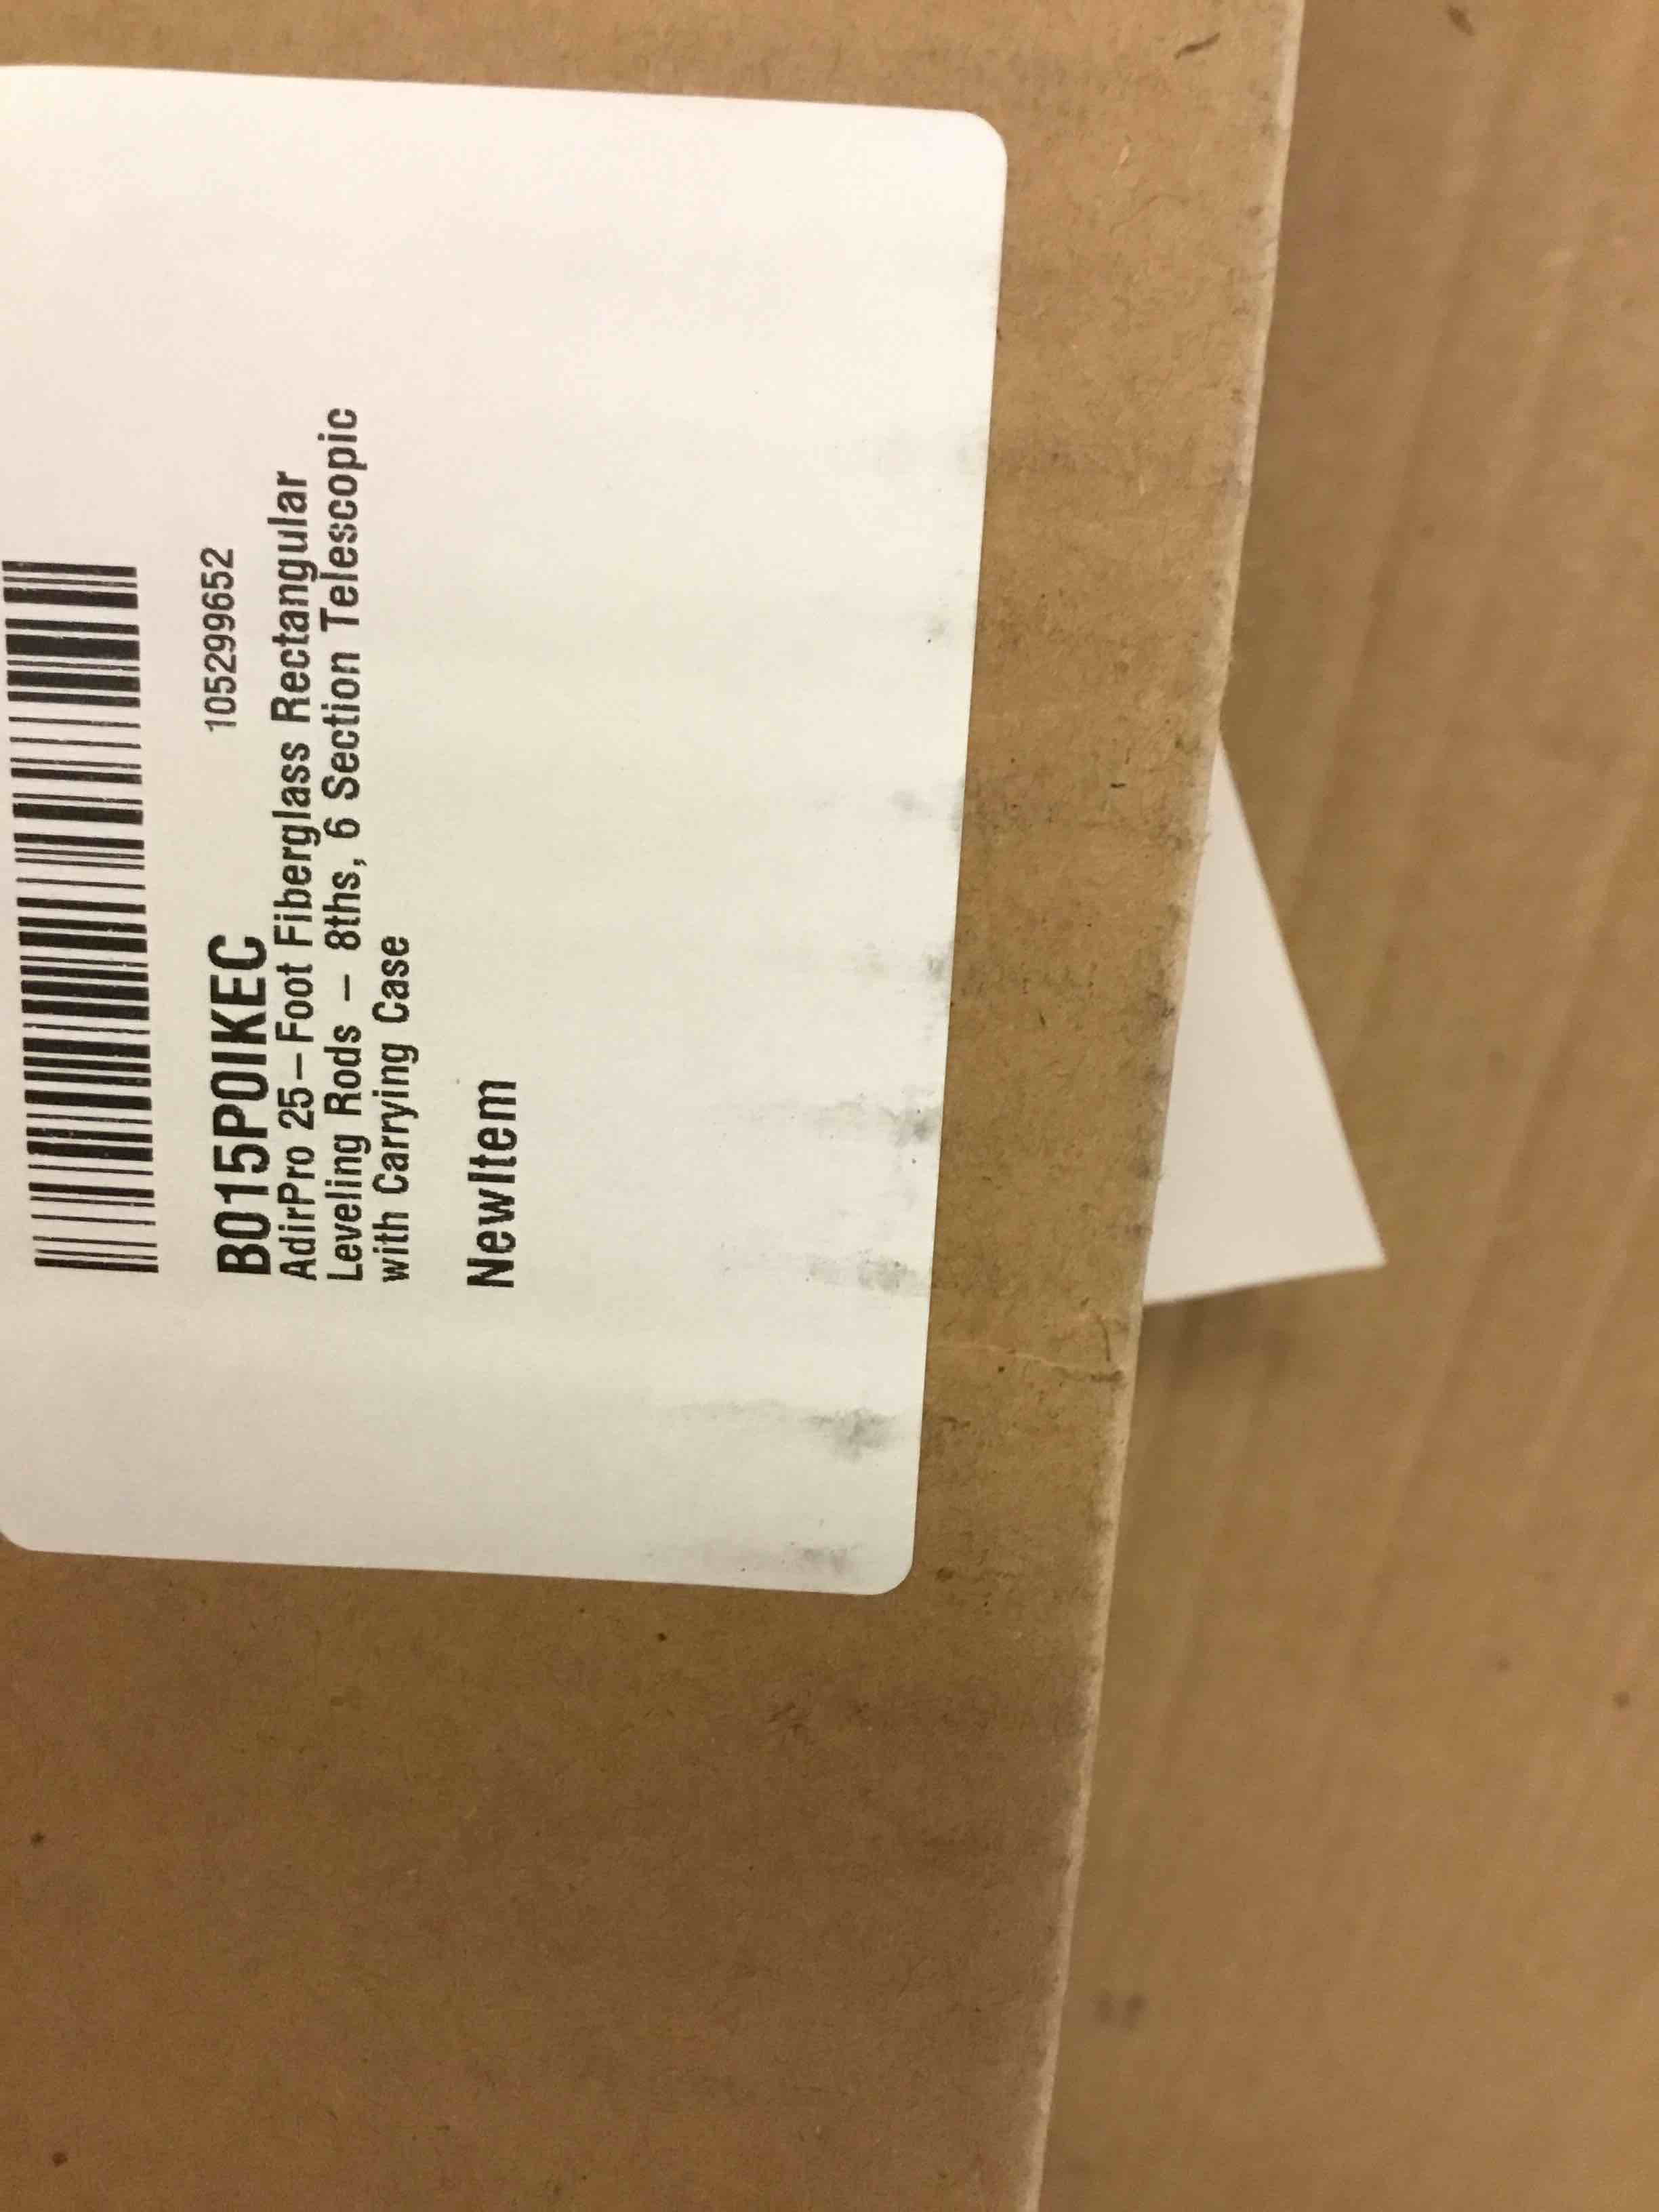 B015P0IKEC 105299652
AdirPro 25-Foot Fiberglass Rectangular
Leveling Rods - 8ths, 6 Section Telescopic
with Carrying Case
NewItem